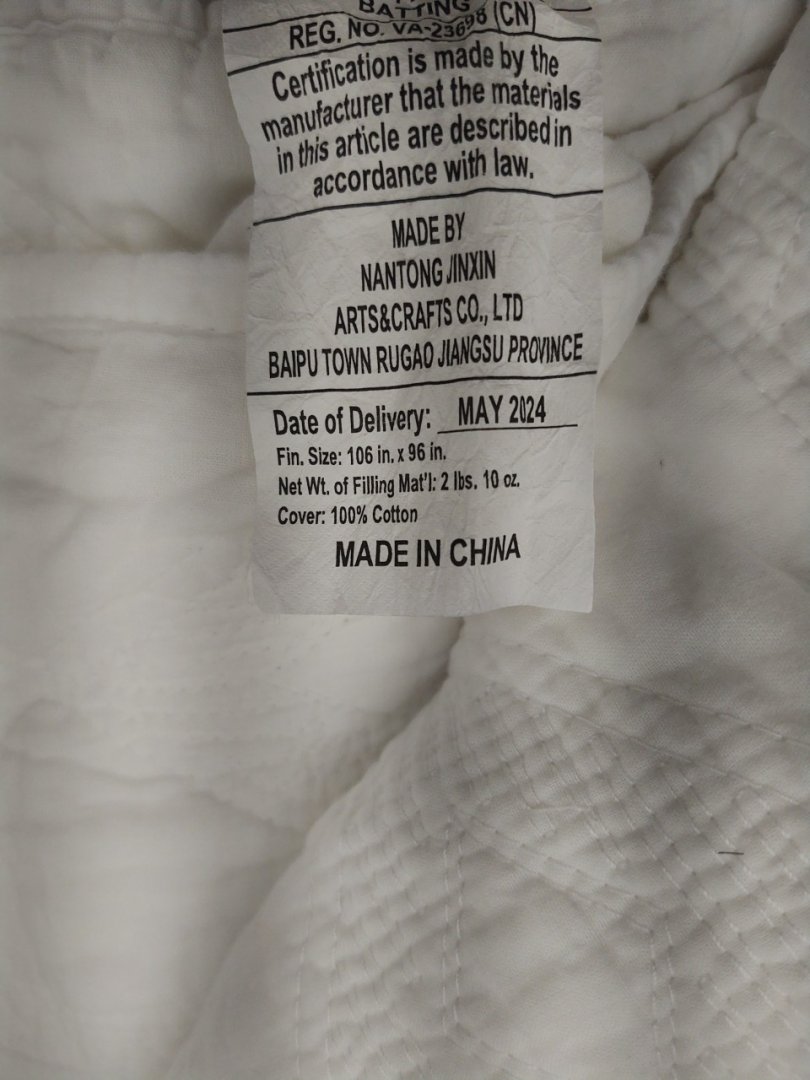 BATTING
REG. NO. VA-23698 (CN)
Certification is made by the
manufacturer that the materials
in this article are described in
accordance with law.
MADE BY
NANTONG JINXIN
ARTS&CRAFTS CO., LTD
BAIPU TOWN RUGAO JIANGSU PROVINCE
Date of Delivery: MAY 2024
Fin. Size: 106 in. x 96 in.
Net Wt. of Filling Mat'l: 2 lbs. 10 oz.
Cover: 100% Cotton
MADE IN CHINA